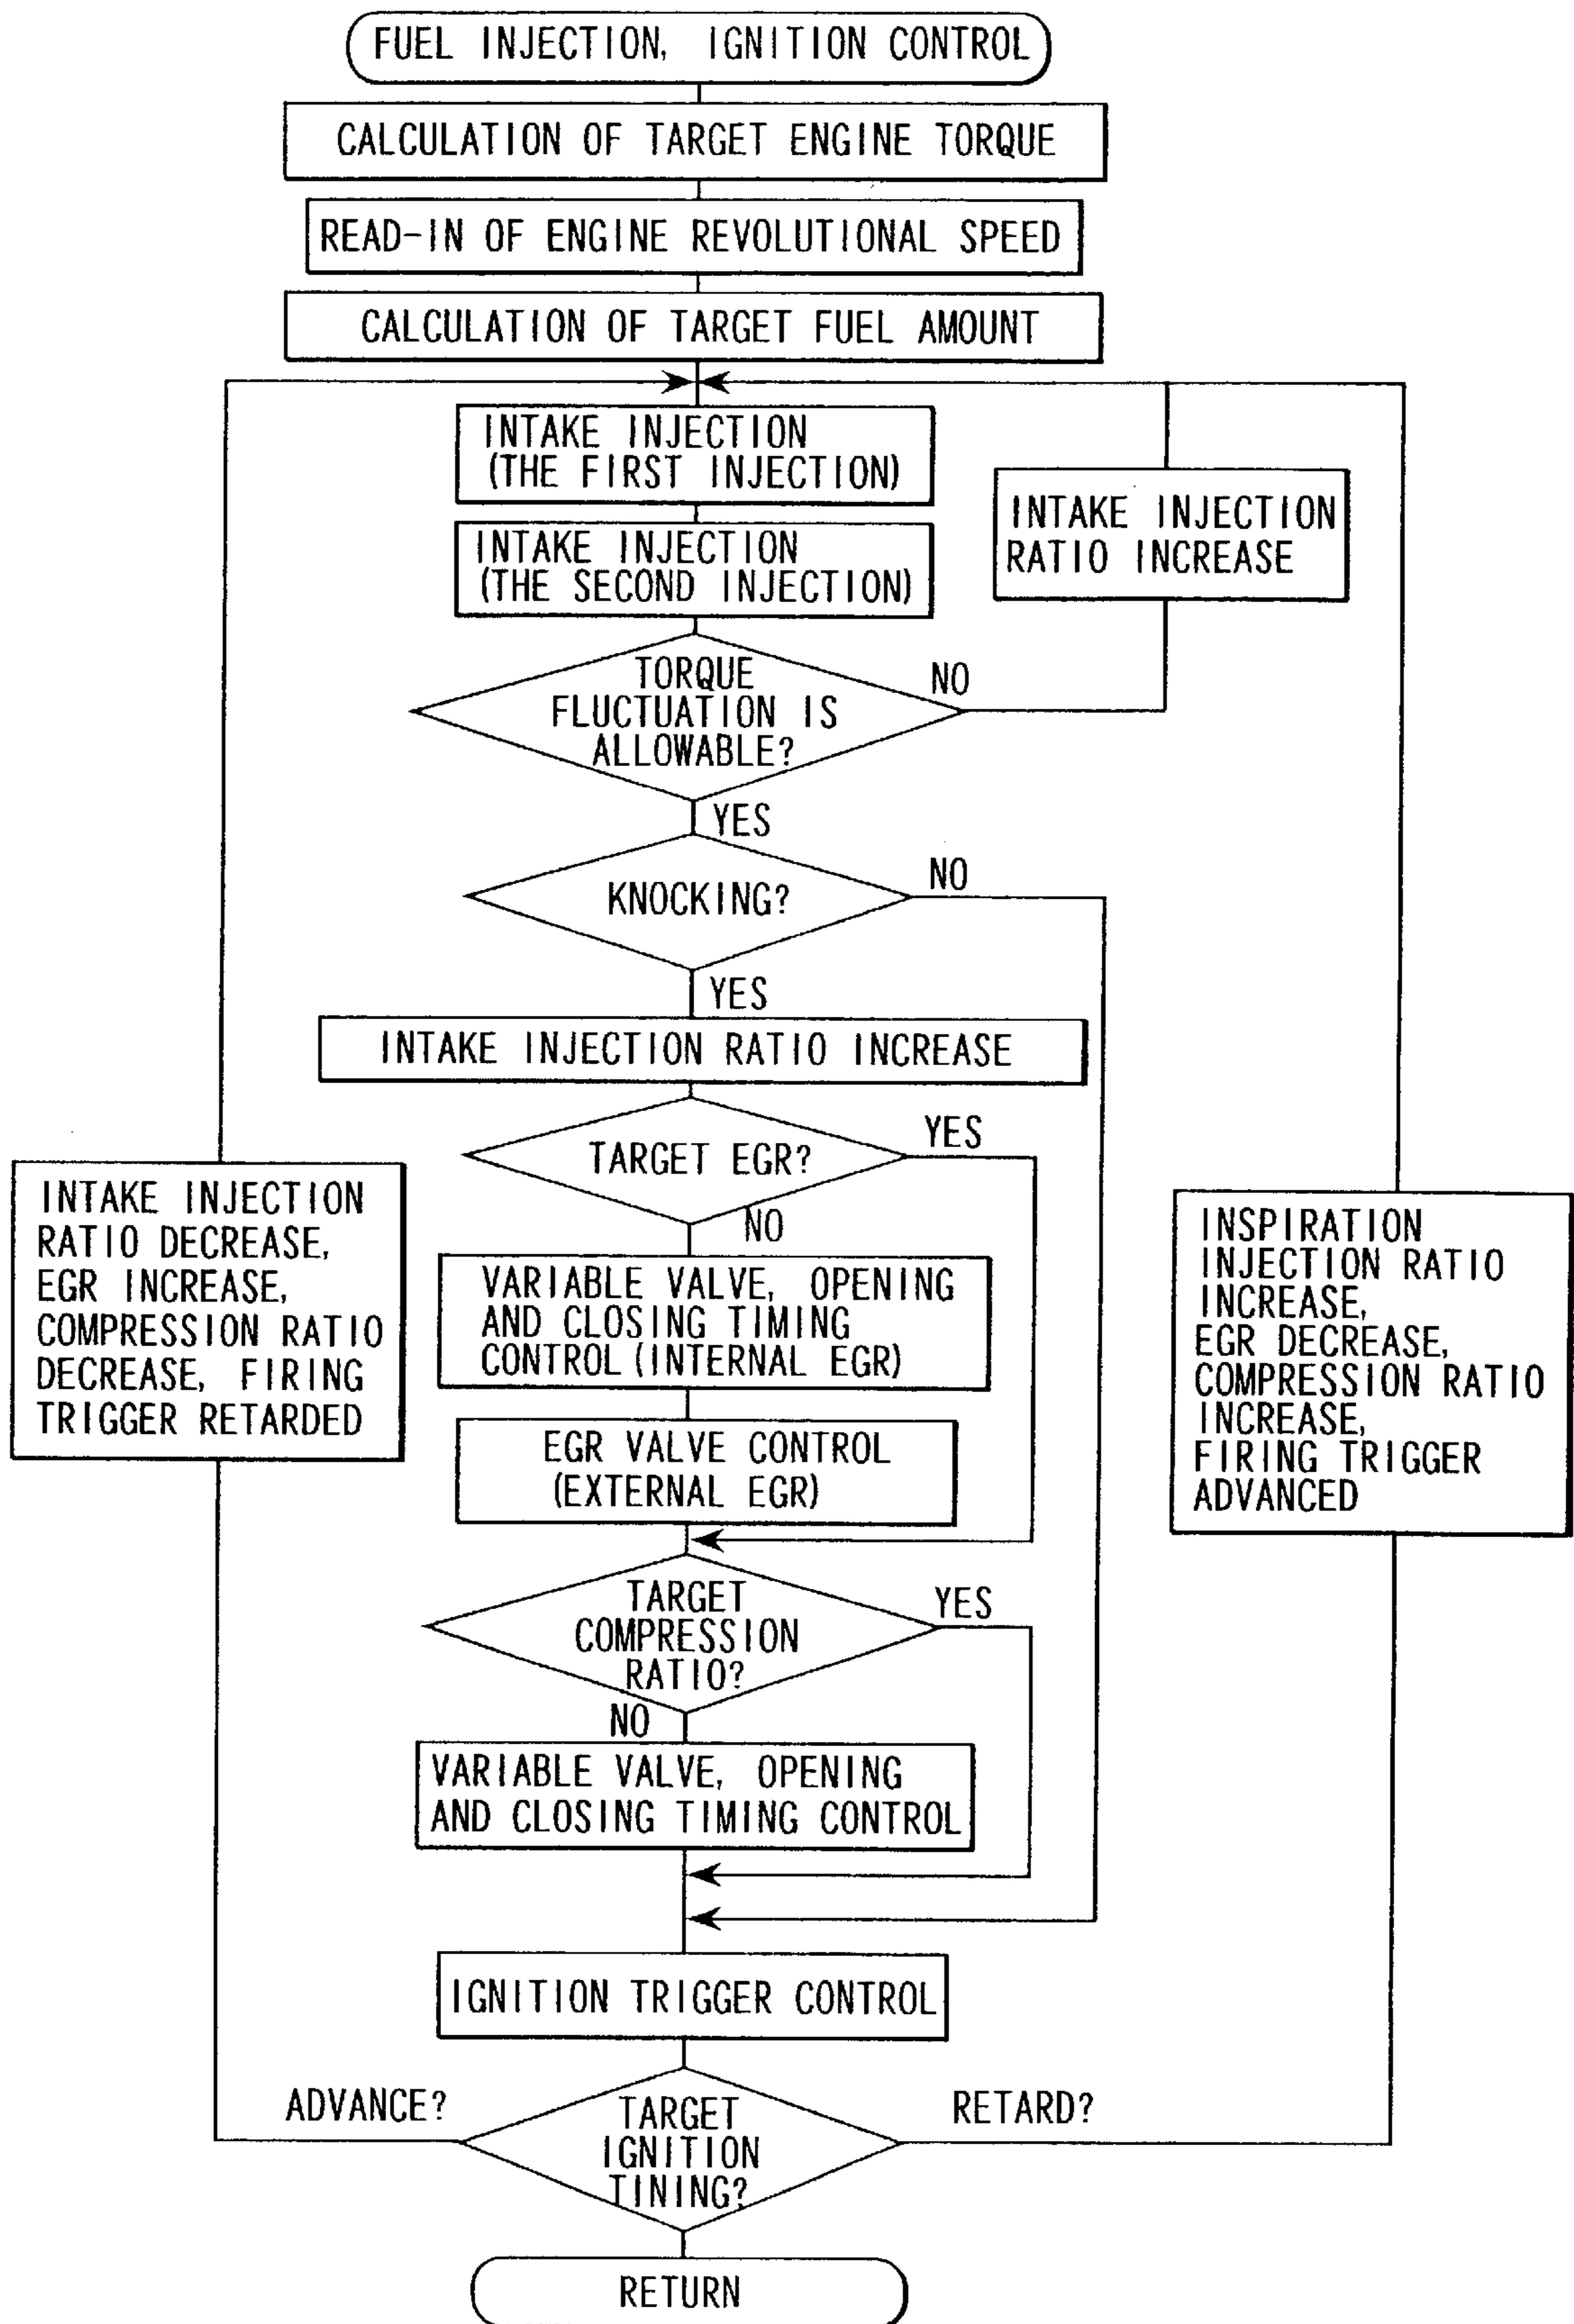 FUEL INJECTION, IGNITION CONTROL
CALCULATION OF TARGET ENGINE TORQUE
READ-IN OF ENGINE REVOLUTIONAL SPEED
CALCULATION OF TARGET FUEL AMOUNT
INTAKE INJECTION
(THE FIRST INJECTION)
INTAKE INJECTION
(THE SECOND INJECTION)
INTAKE INJECTION
RATIO INCREASE
TORQUE
FLUCTUATION IS
ALLOWABLE?
NO
YES
KNOCKING?
NO
YES
INTAKE INJECTION RATIO INCREASE
TARGET EGR?
YES
NO
VARIABLE VALVE, OPENING
AND CLOSING TIMING
CONTROL (INTERNAL EGR)
EGR VALVE CONTROL
(EXTERNAL EGR)
INTAKE INJECTION
RATIO DECREASE,
EGR INCREASE,
COMPRESSION RATIO
DECREASE, FIRING
TRIGGER RETARDED
INSPIRATION
INJECTION RATIO
INCREASE,
EGR DECREASE,
COMPRESSION RATIO
INCREASE,
FIRING TRIGGER
ADVANCED
TARGET
COMPRESSION
RATIO?
YES
NO
VARIABLE VALVE, OPENING
AND CLOSING TIMING CONTROL
IGNITION TRIGGER CONTROL
ADVANCE?
TARGET
IGNITION
TINING?
RETARD?
RETURN